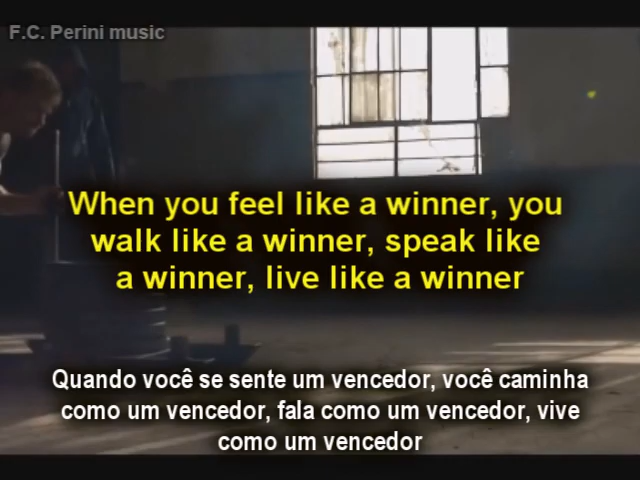 F.C. Perini music
When you feel like a winner, you
walk like a winner, speak like
a winner, live like a winner
Quando você se sente um vencedor, você caminha
como um vencedor, fala como um vencedor, vive
como um vencedor